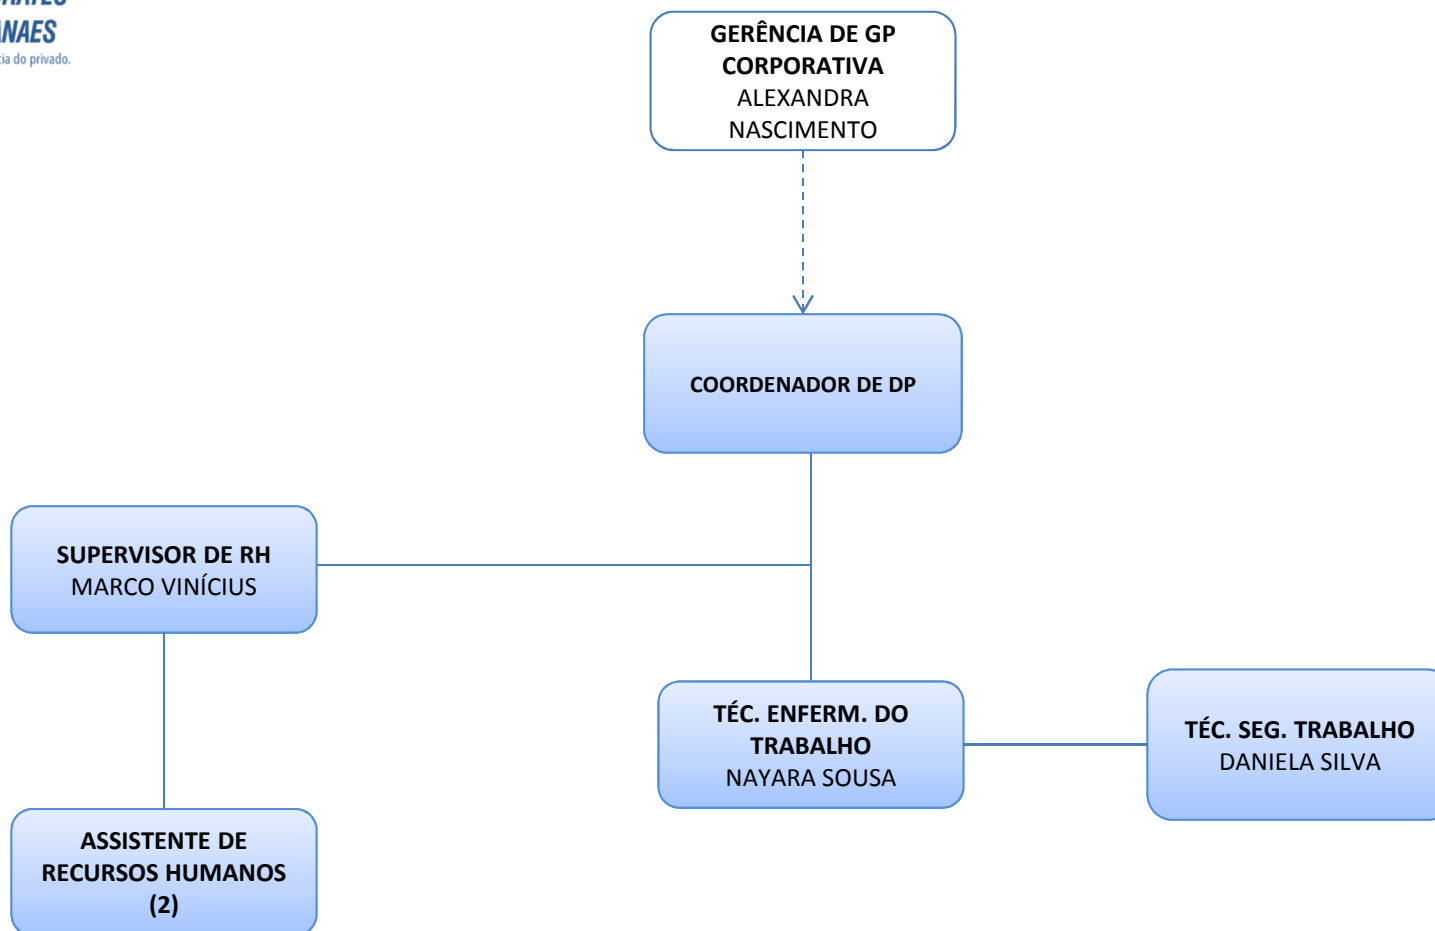 ANAES
cia do privado.
GERÊNCIA DE GP
CORPORATIVA
ALEXANDRA
NASCIMENTO
COORDENADOR DE DP
SUPERVISOR DE RH
MARCO VINÍCIUS
TÉC. ENFERM. DO
TRABALHO
NAYARA SOUSA
TÉC. SEG. TRABALHO
DANIELA SILVA
ASSISTENTE DE
RECURSOS HUMANOS
(2)